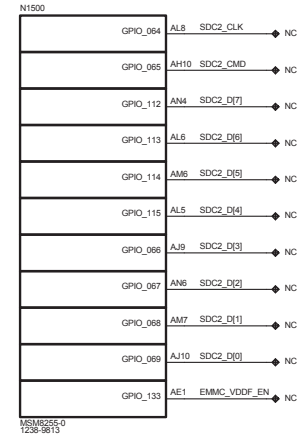 N1500
GPIO_064 AL8 SDC2_CLK NC
GPIO_065 AH10 SDC2_CMD NC
GPIO_112 AN4 SDC2_D[7] NC
GPIO_113 AL6 SDC2_D[6] NC
GPIO_114 AM6 SDC2_D[5] NC
GPIO_115 AL5 SDC2_D[4] NC
GPIO_066 AJ9 SDC2_D[3] NC
GPIO_067 AN6 SDC2_D[2] NC
GPIO_068 AM7 SDC2_D[1] NC
GPIO_069 AJ10 SDC2_D[0] NC
GPIO_133 AE1 EMMC_VDDF_EN NC
MSM8255-0
1238-9813